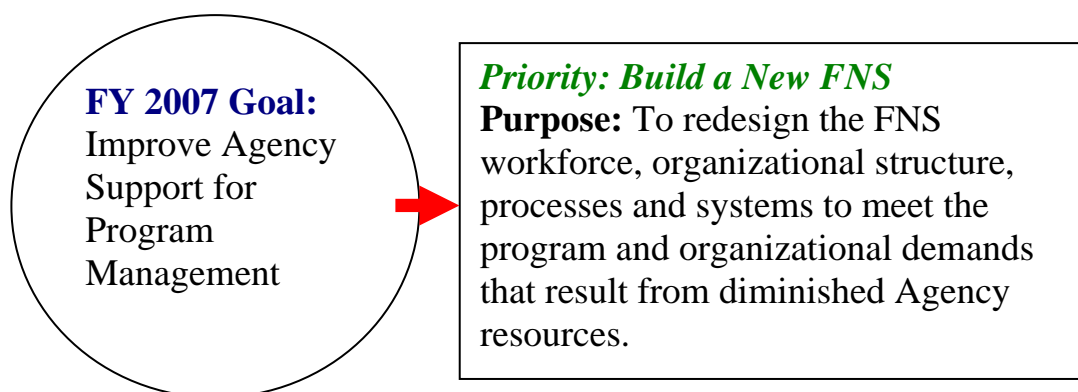 FY 2007 Goal:
Improve Agency
Support for
Program
Management
Priority: Build a New FNS
Purpose: To redesign the FNS
workforce, organizational structure,
processes and systems to meet the
program and organizational demands
that result from diminished Agency
resources.